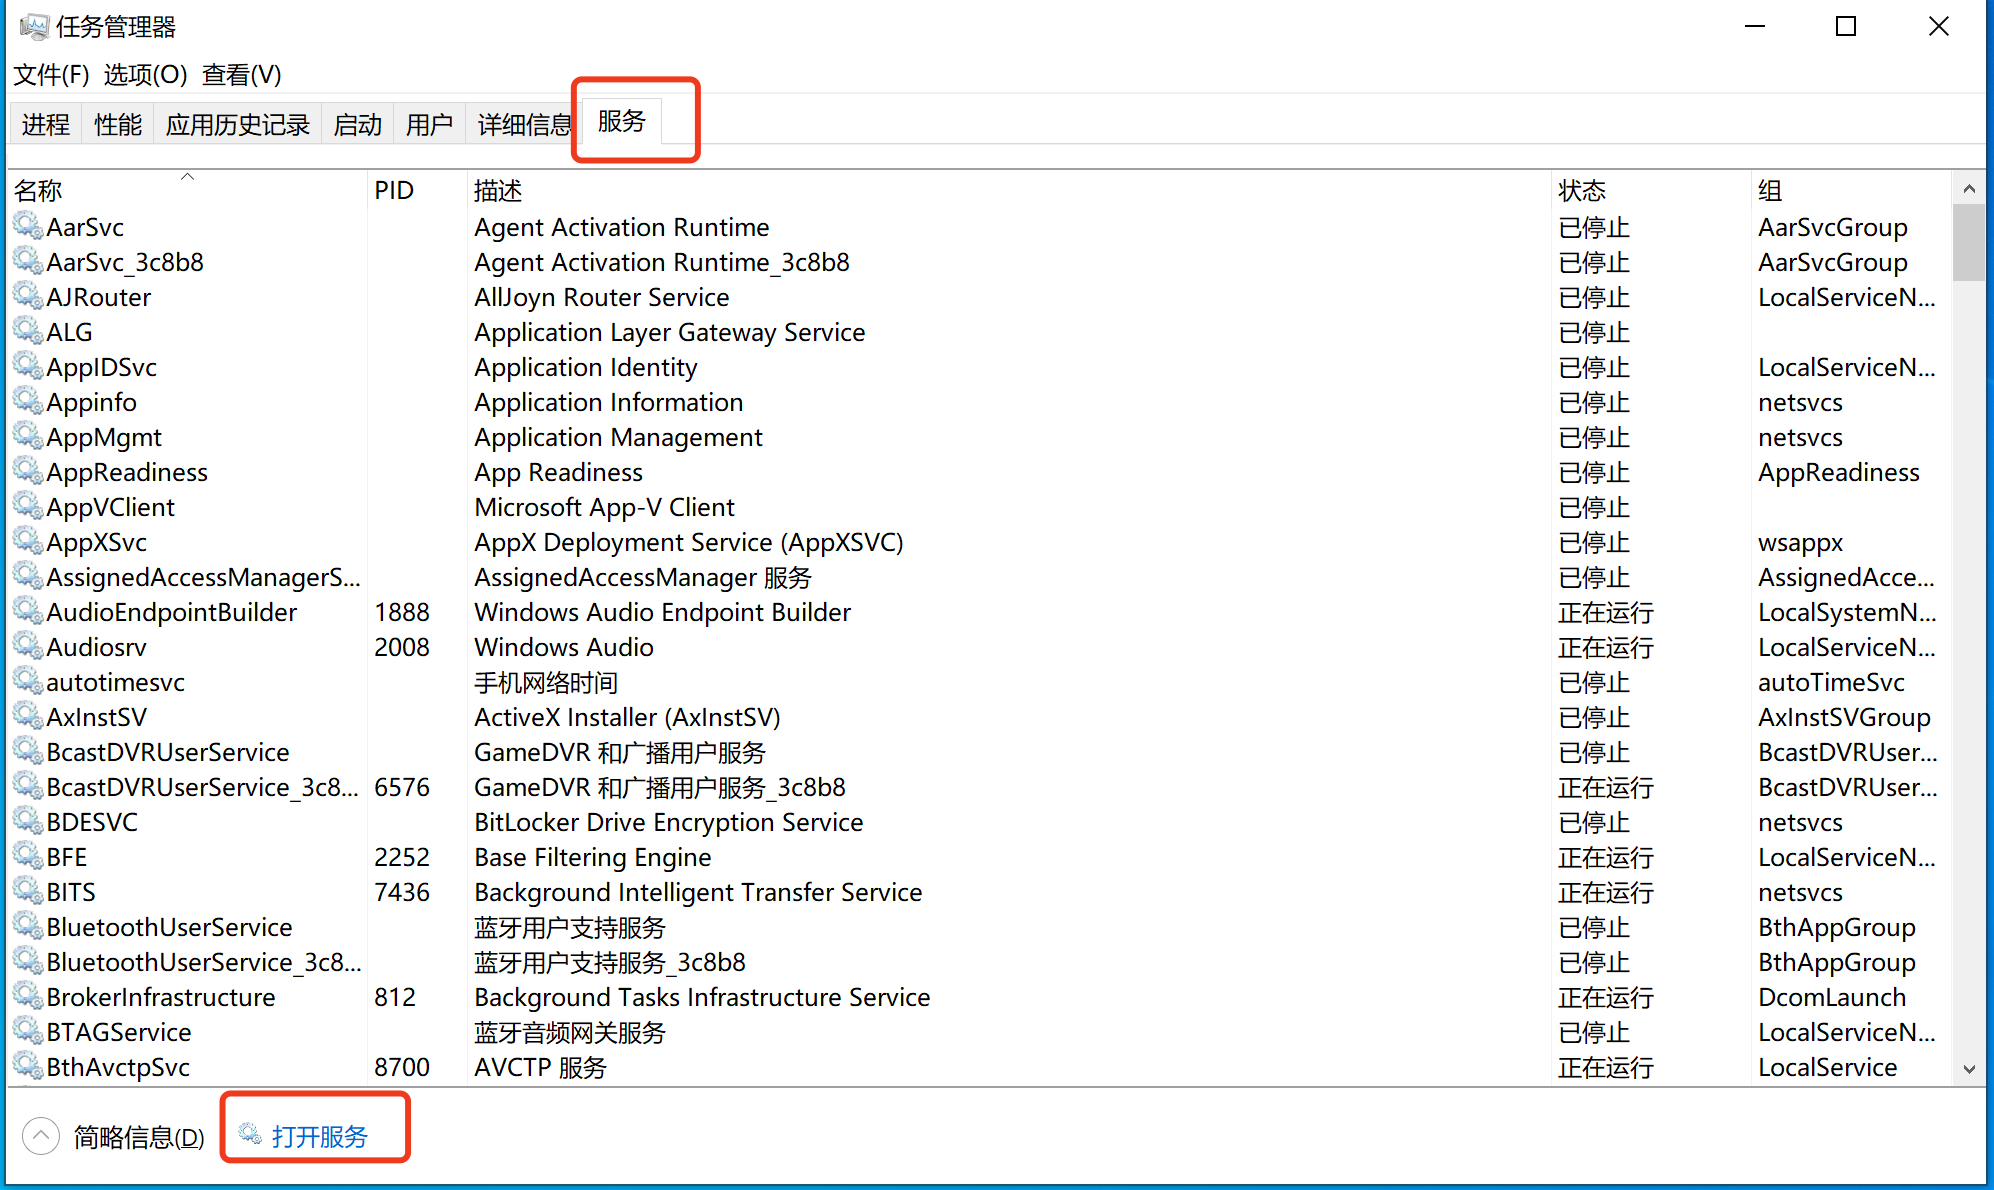 任务管理器
文件(F) 选项(O) 查看(V)
进程 性能 应用历史记录 启动 用户 详细信息 服务
名称 PID 描述 状态 组
AarSvc Agent Activation Runtime 已停止 AarSvcGroup
AarSvc_3c8b8 Agent Activation Runtime_3c8b8 已停止 AarSvcGroup
AJRouter AllJoyn Router Service 已停止 LocalServiceN...
ALG Application Layer Gateway Service 已停止
AppIDSvc Application Identity 已停止 LocalServiceN...
Appinfo Application Information 已停止 netsvcs
AppMgmt Application Management 已停止 netsvcs
AppReadiness App Readiness 已停止 AppReadiness
AppVClient Microsoft App-V Client 已停止
AppXSvc AppX Deployment Service (AppXSVC) 已停止 wsappx
AssignedAccessManagerS... AssignedAccessManager 服务 已停止 AssignedAcce...
AudioEndpointBuilder 1888 Windows Audio Endpoint Builder 正在运行 LocalSystemN...
Audiosrv 2008 Windows Audio 正在运行 LocalServiceN...
autotimesvc 手机网络时间 已停止 autoTimeSvc
AxInstSV ActiveX Installer (AxInstSV) 已停止 AxInstSVGroup
BcastDVRUserService GameDVR 和广播用户服务 已停止 BcastDVRUser...
BcastDVRUserService_3c8... 6576 GameDVR 和广播用户服务_3c8b8 正在运行 BcastDVRUser...
BDESVC BitLocker Drive Encryption Service 已停止 netsvcs
BFE 2252 Base Filtering Engine 正在运行 LocalServiceN...
BITS 7436 Background Intelligent Transfer Service 正在运行 netsvcs
BluetoothUserService 蓝牙用户支持服务 已停止 BthAppGroup
BluetoothUserService_3c8... 蓝牙用户支持服务_3c8b8 已停止 BthAppGroup
BrokerInfrastructure 812 Background Tasks Infrastructure Service 正在运行 DcomLaunch
BTAGService 蓝牙音频网关服务 已停止 LocalServiceN...
BthAvctpSvc 8700 AVCTP 服务 正在运行 LocalService
简略信息(D) 打开服务